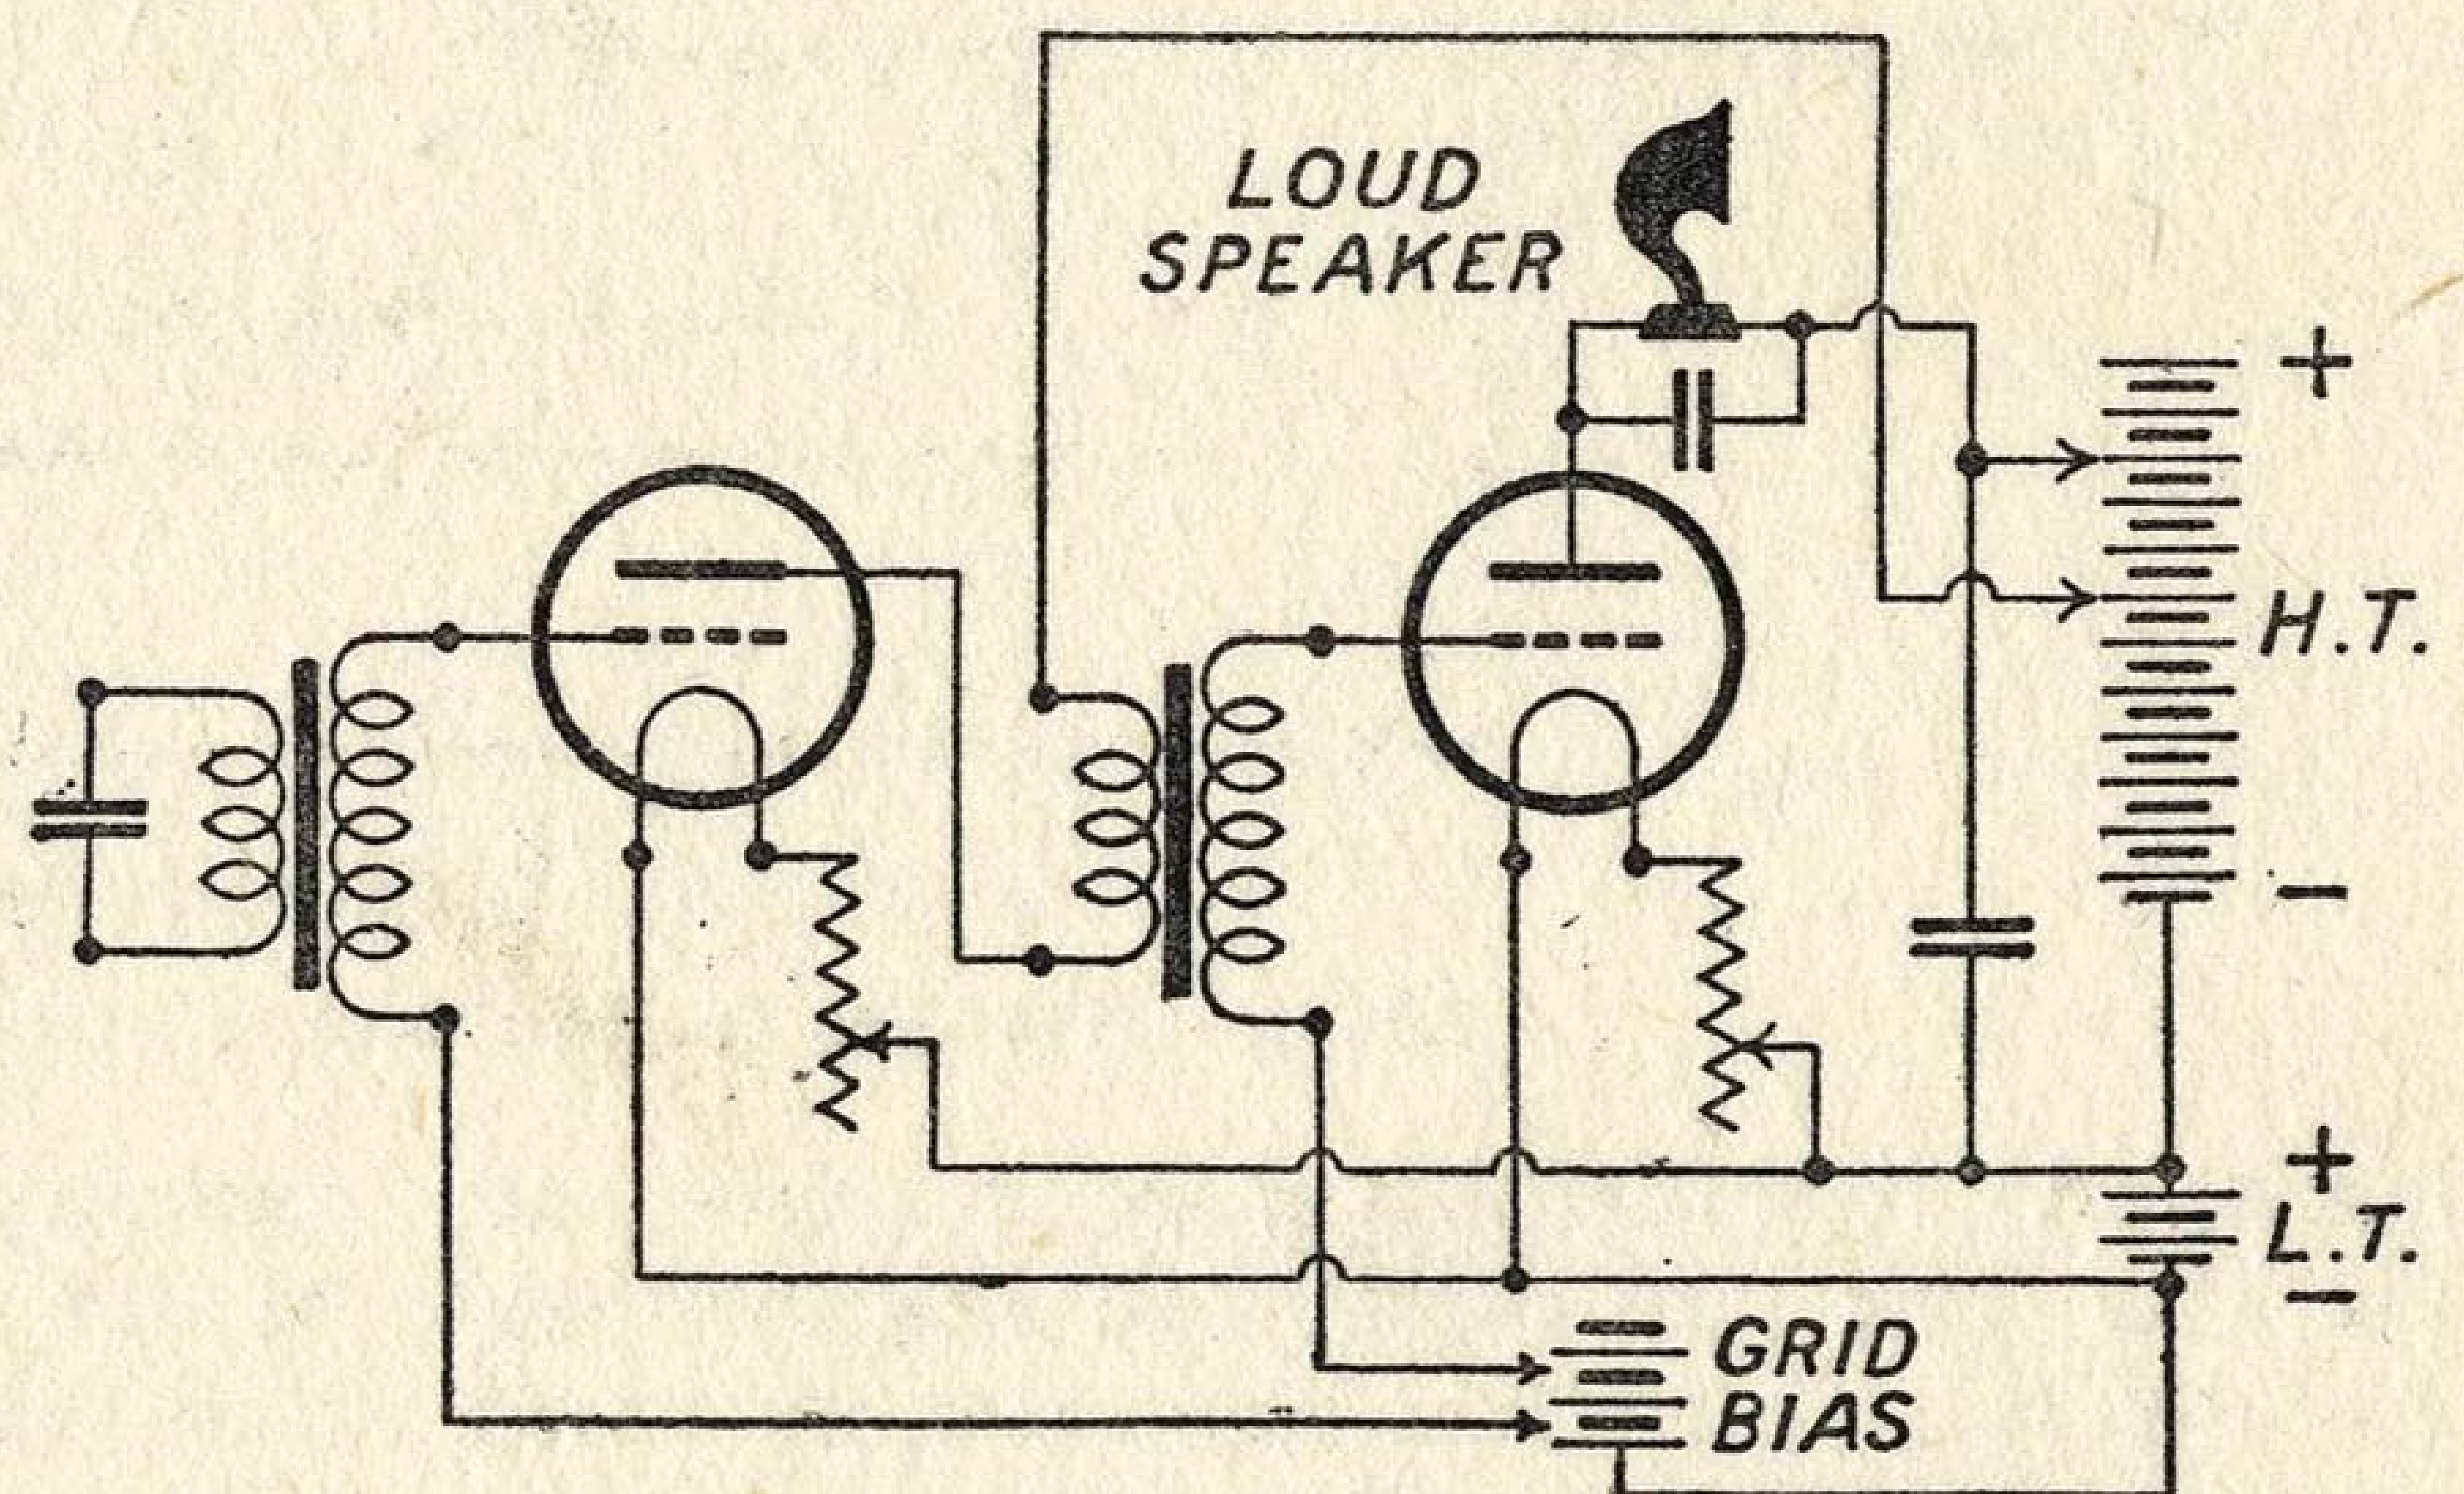 LOUD
SPEAKER
+
H.T.
−
+
L.T.
−
GRID
BIAS